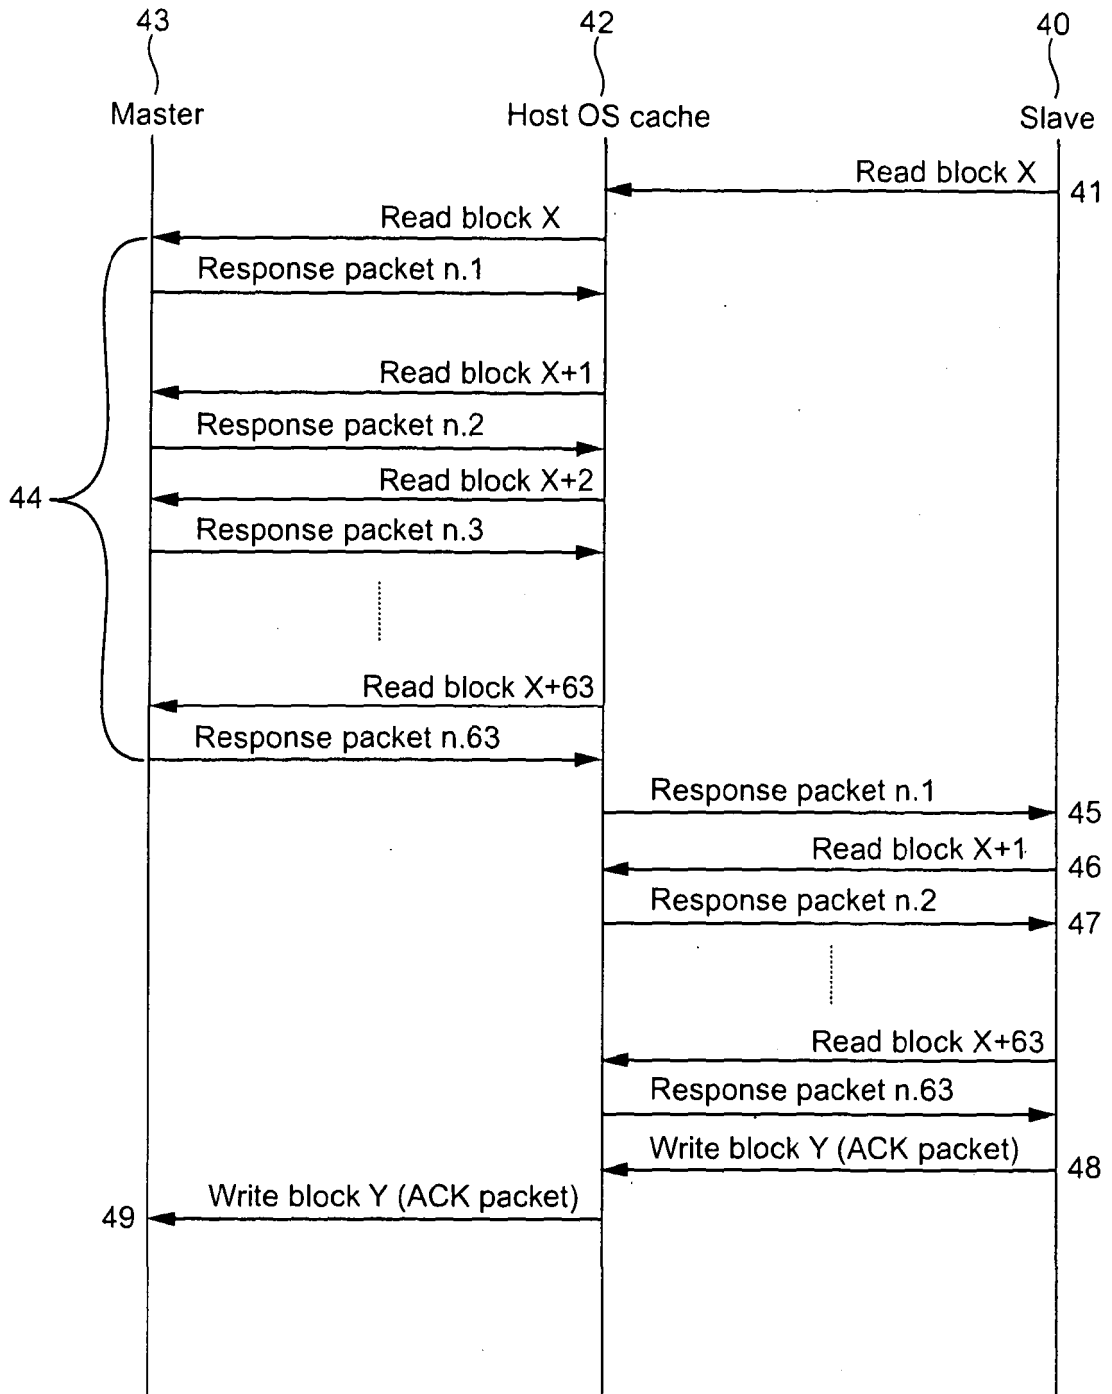 43 42 40
Master Host OS cache Slave
Read block X 41
Read block X
Response packet n.1
Read block X+1
Response packet n.2
44 Read block X+2
Response packet n.3
Read block X+63
Response packet n.63
Response packet n.1 45
Read block X+1 46
Response packet n.2 47
Read block X+63
Response packet n.63
Write block Y (ACK packet) 48
49 Write block Y (ACK packet)